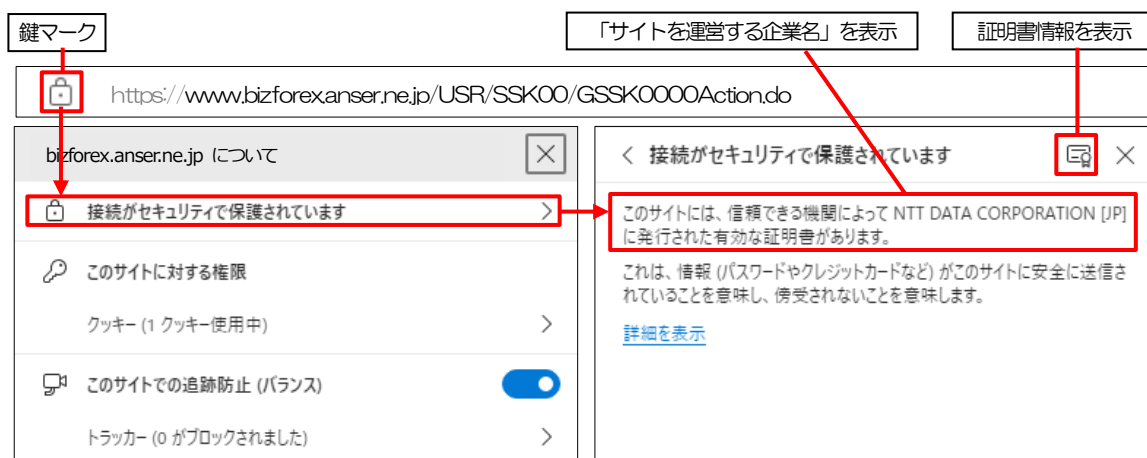 鍵マーク
「サイトを運営する企業名」を表示
証明書情報を表示
https://www.bizforex.anser.ne.jp/USR/SSK00/GSSK0000Action.do
bizforex.anser.ne.jp について
接続がセキュリティで保護されています
このサイトに対する権限
クッキー (1 クッキー使用中)
このサイトでの追跡防止 (バランス)
トラッカー (0 がブロックされました)
接続がセキュリティで保護されています
このサイトには、信頼できる機関によって NTT DATA CORPORATION [JP]
に発行された有効な証明書があります。
これは、情報 (パスワードやクレジットカードなど) がこのサイトに安全に送信さ
れていることを意味し、傍受されないことを意味します。
詳細を表示